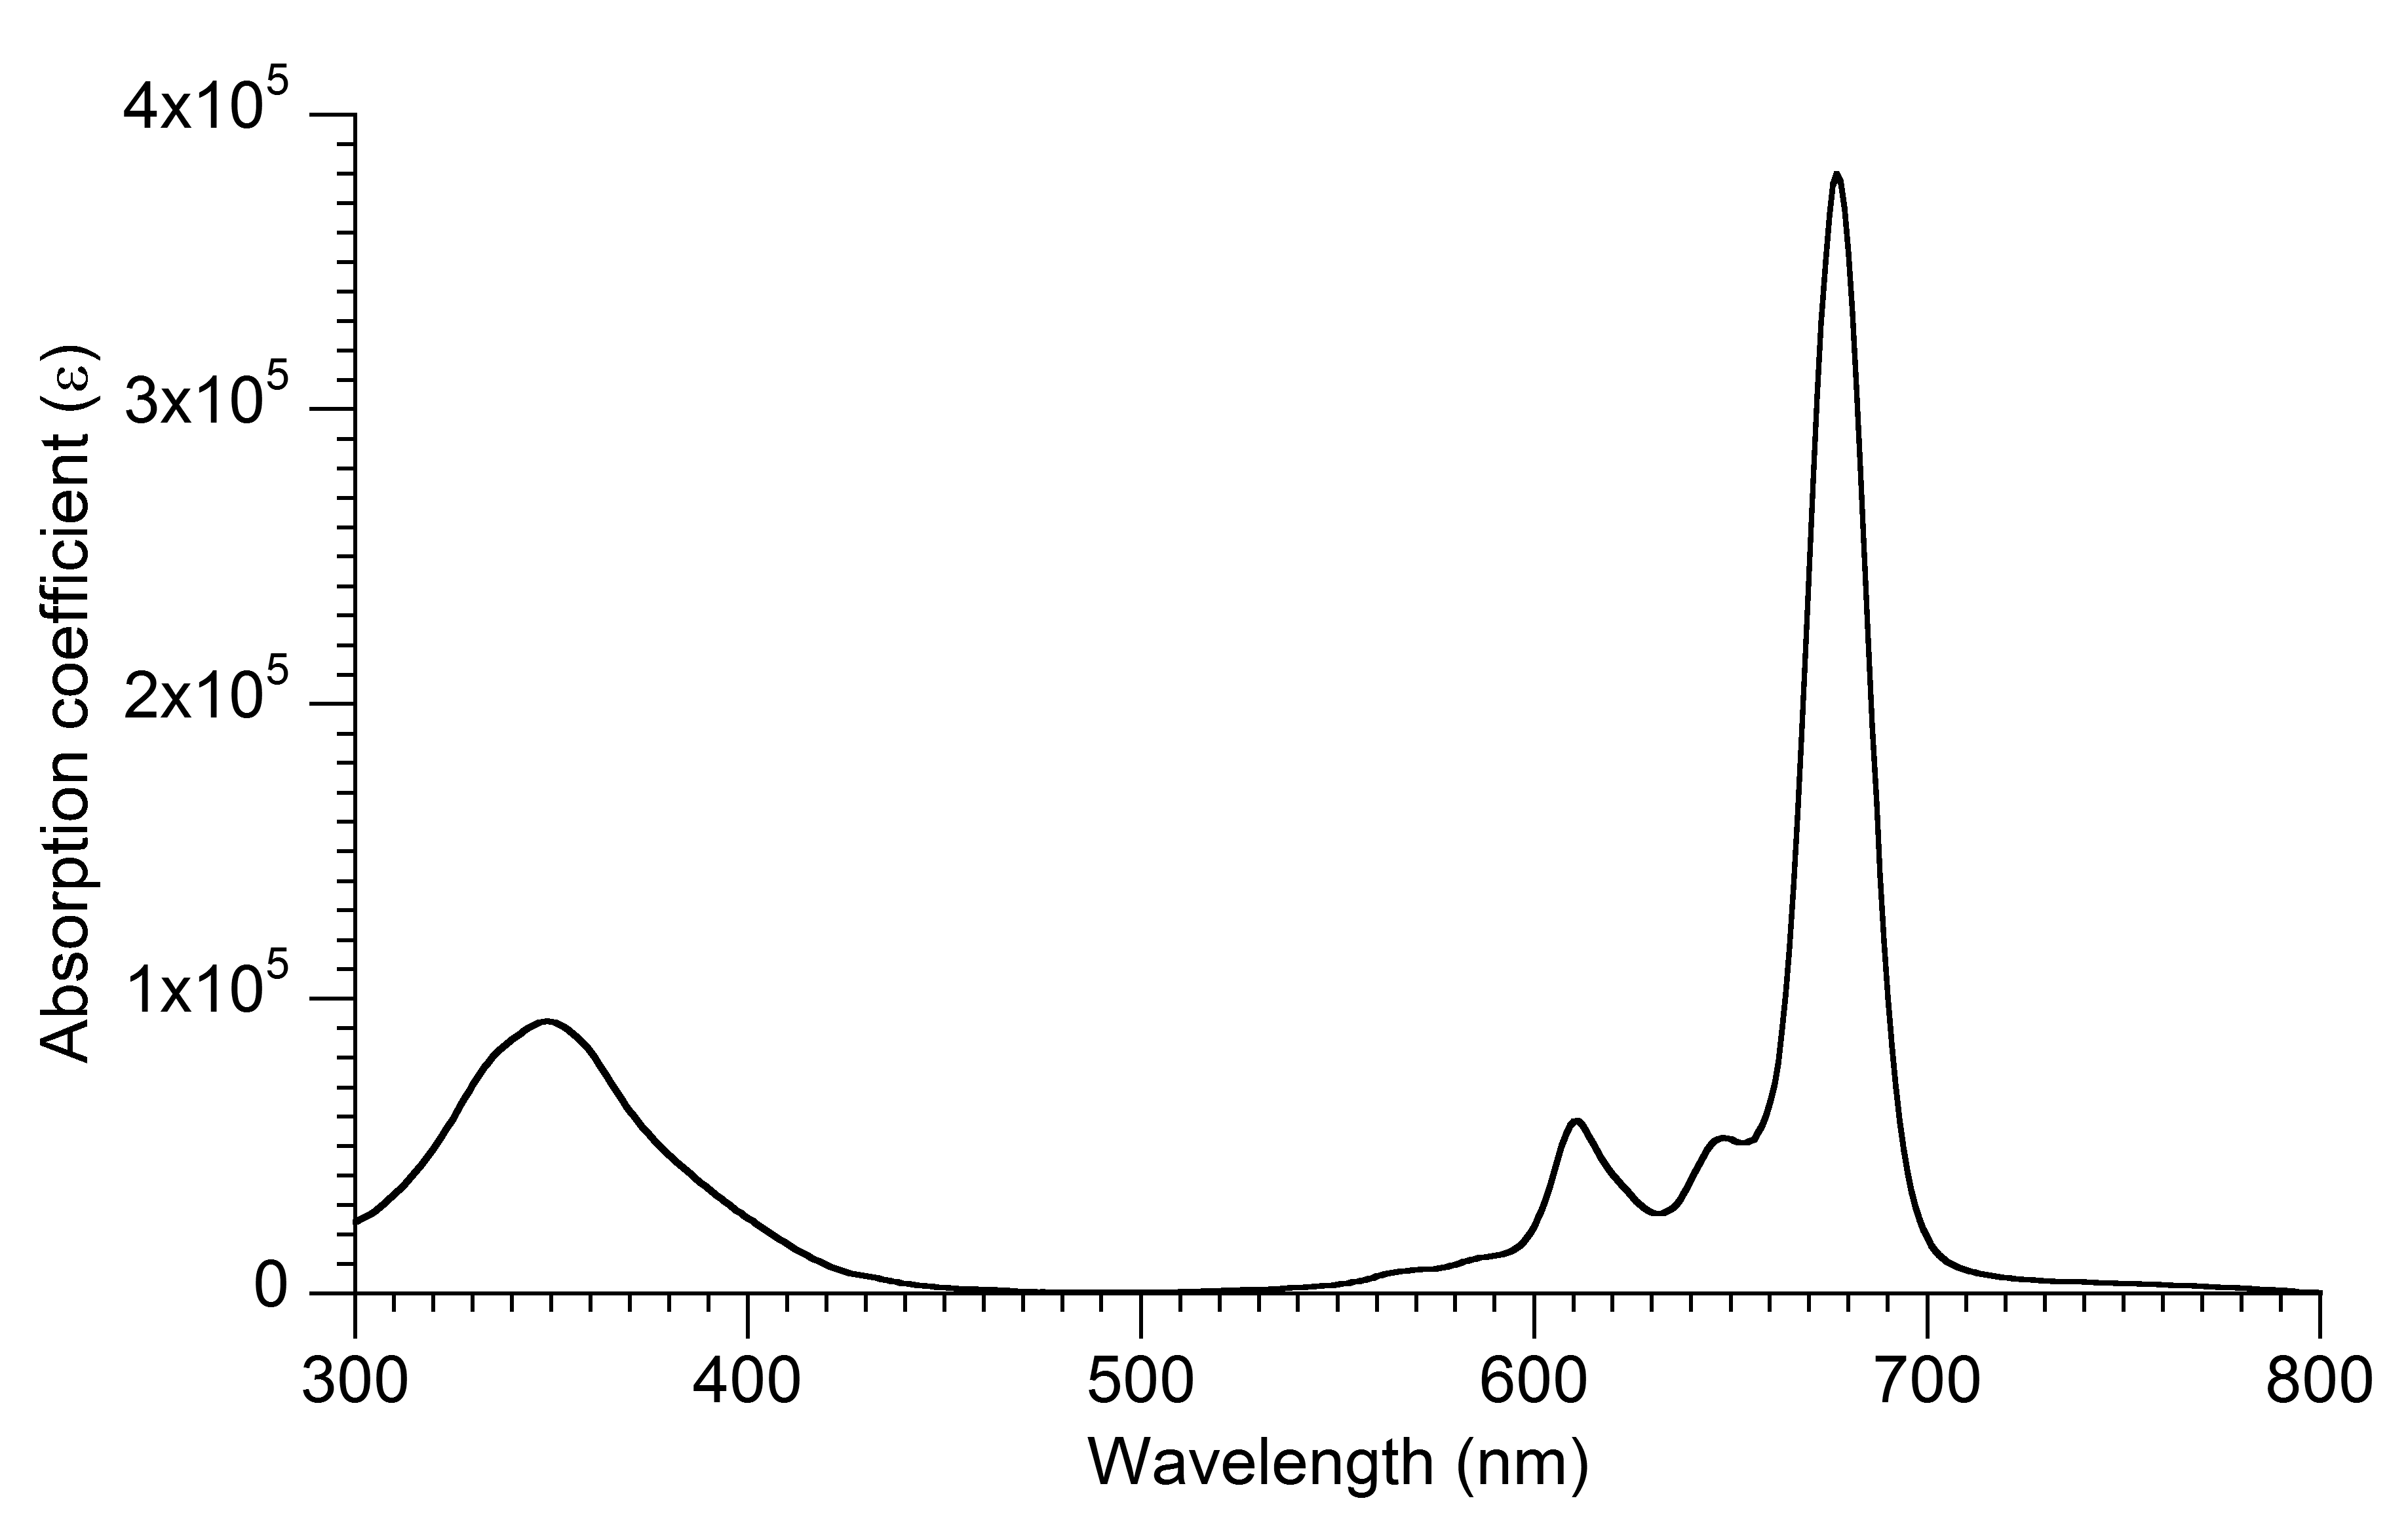 4x10⁵
3x10⁵
2x10⁵
1x10⁵
0
Absorption coefficient (ε)
300 400 500 600 700 800
Wavelength (nm)